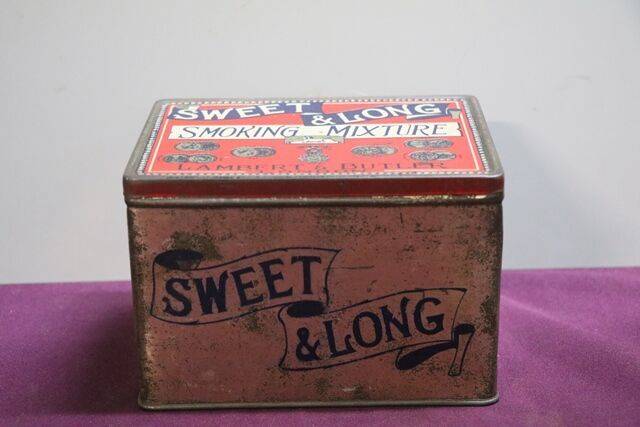 SWEET
& LONG
SMOKING MIXTURE
LAMBERT & BUTLER
SWEET
& LONG